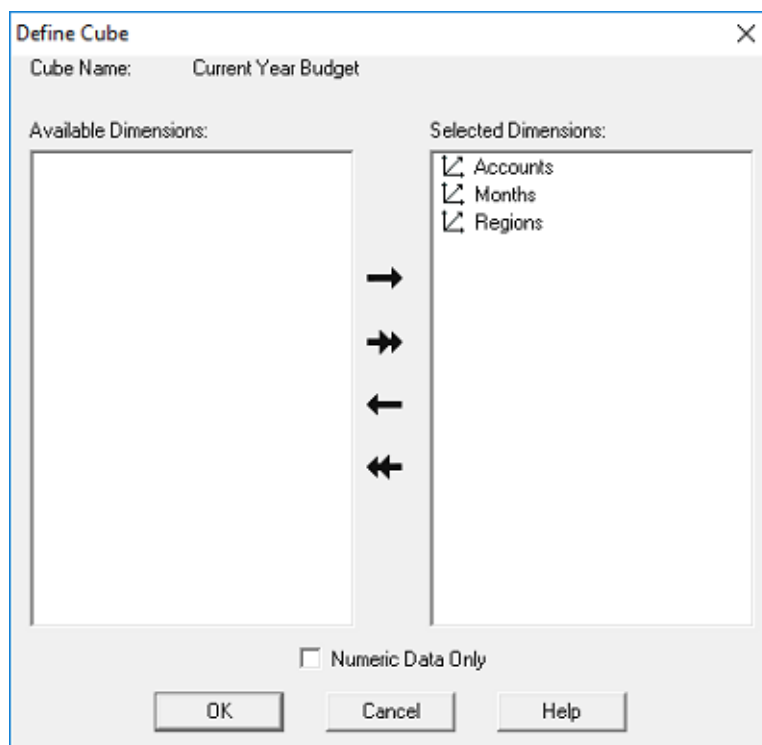 Define Cube
Cube Name: Current Year Budget
Available Dimensions: Selected Dimensions:
Accounts
Months
Regions
Numeric Data Only
OK Cancel Help